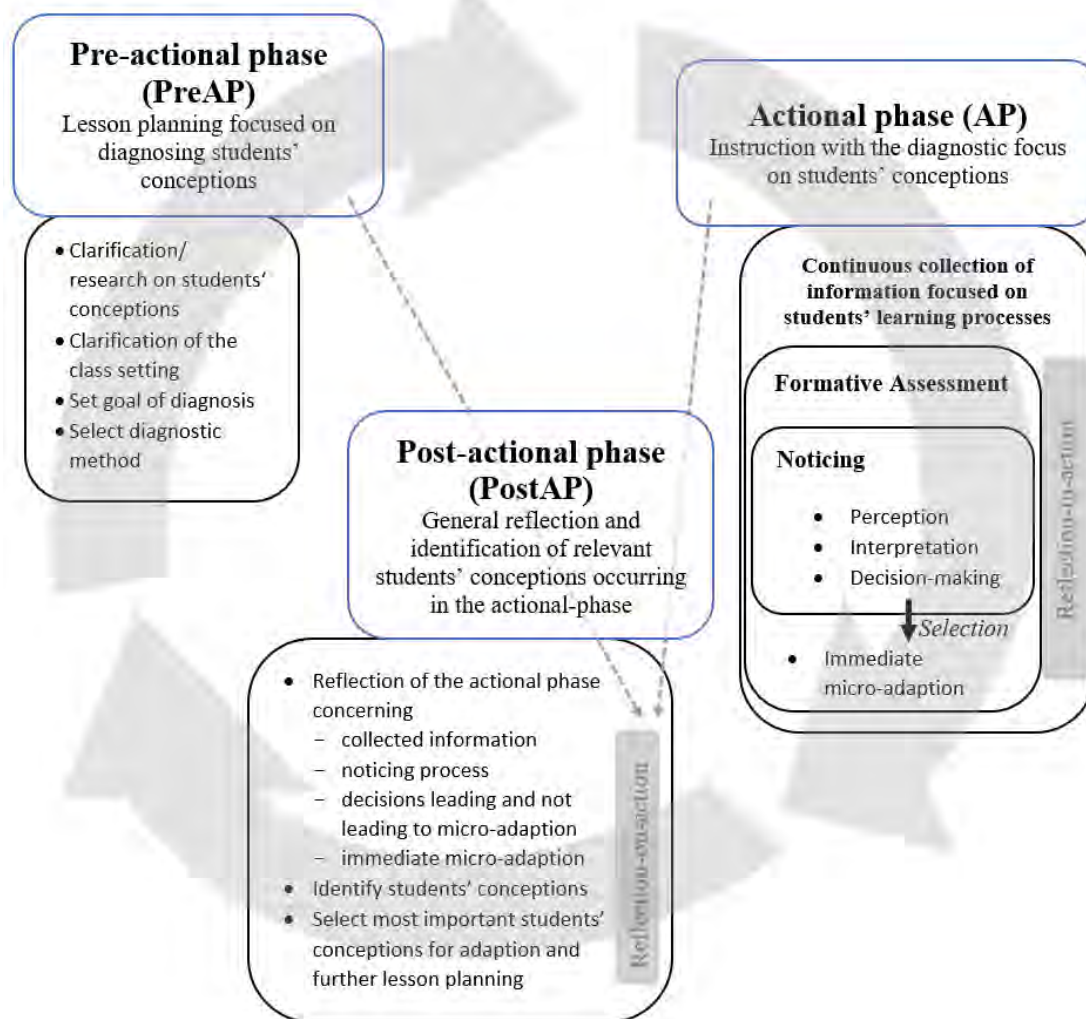 Pre-actional phase
(PreAP)
Lesson planning focused on
diagnosing students’
conceptions
• Clarification/
research on students‘
conceptions
• Clarification of the
class setting
• Set goal of diagnosis
• Select diagnostic
method
Actional phase (AP)
Instruction with the diagnostic focus
on students’ conceptions
Continuous collection of
information focused on
students’ learning processes
Formative Assessment
Noticing
• Perception
• Interpretation
• Decision-making
Selection
• Immediate
micro-adaption
Reflection-in-action
Post-actional phase
(PostAP)
General reflection and
identification of relevant
students’ conceptions occurring
in the actional-phase
• Reflection of the actional phase
concerning
– collected information
– noticing process
– decisions leading and not
leading to micro-adaption
– immediate micro-adaption
• Identify students’ conceptions
• Select most important students’
conceptions for adaption and
further lesson planning
Reflection-on-action